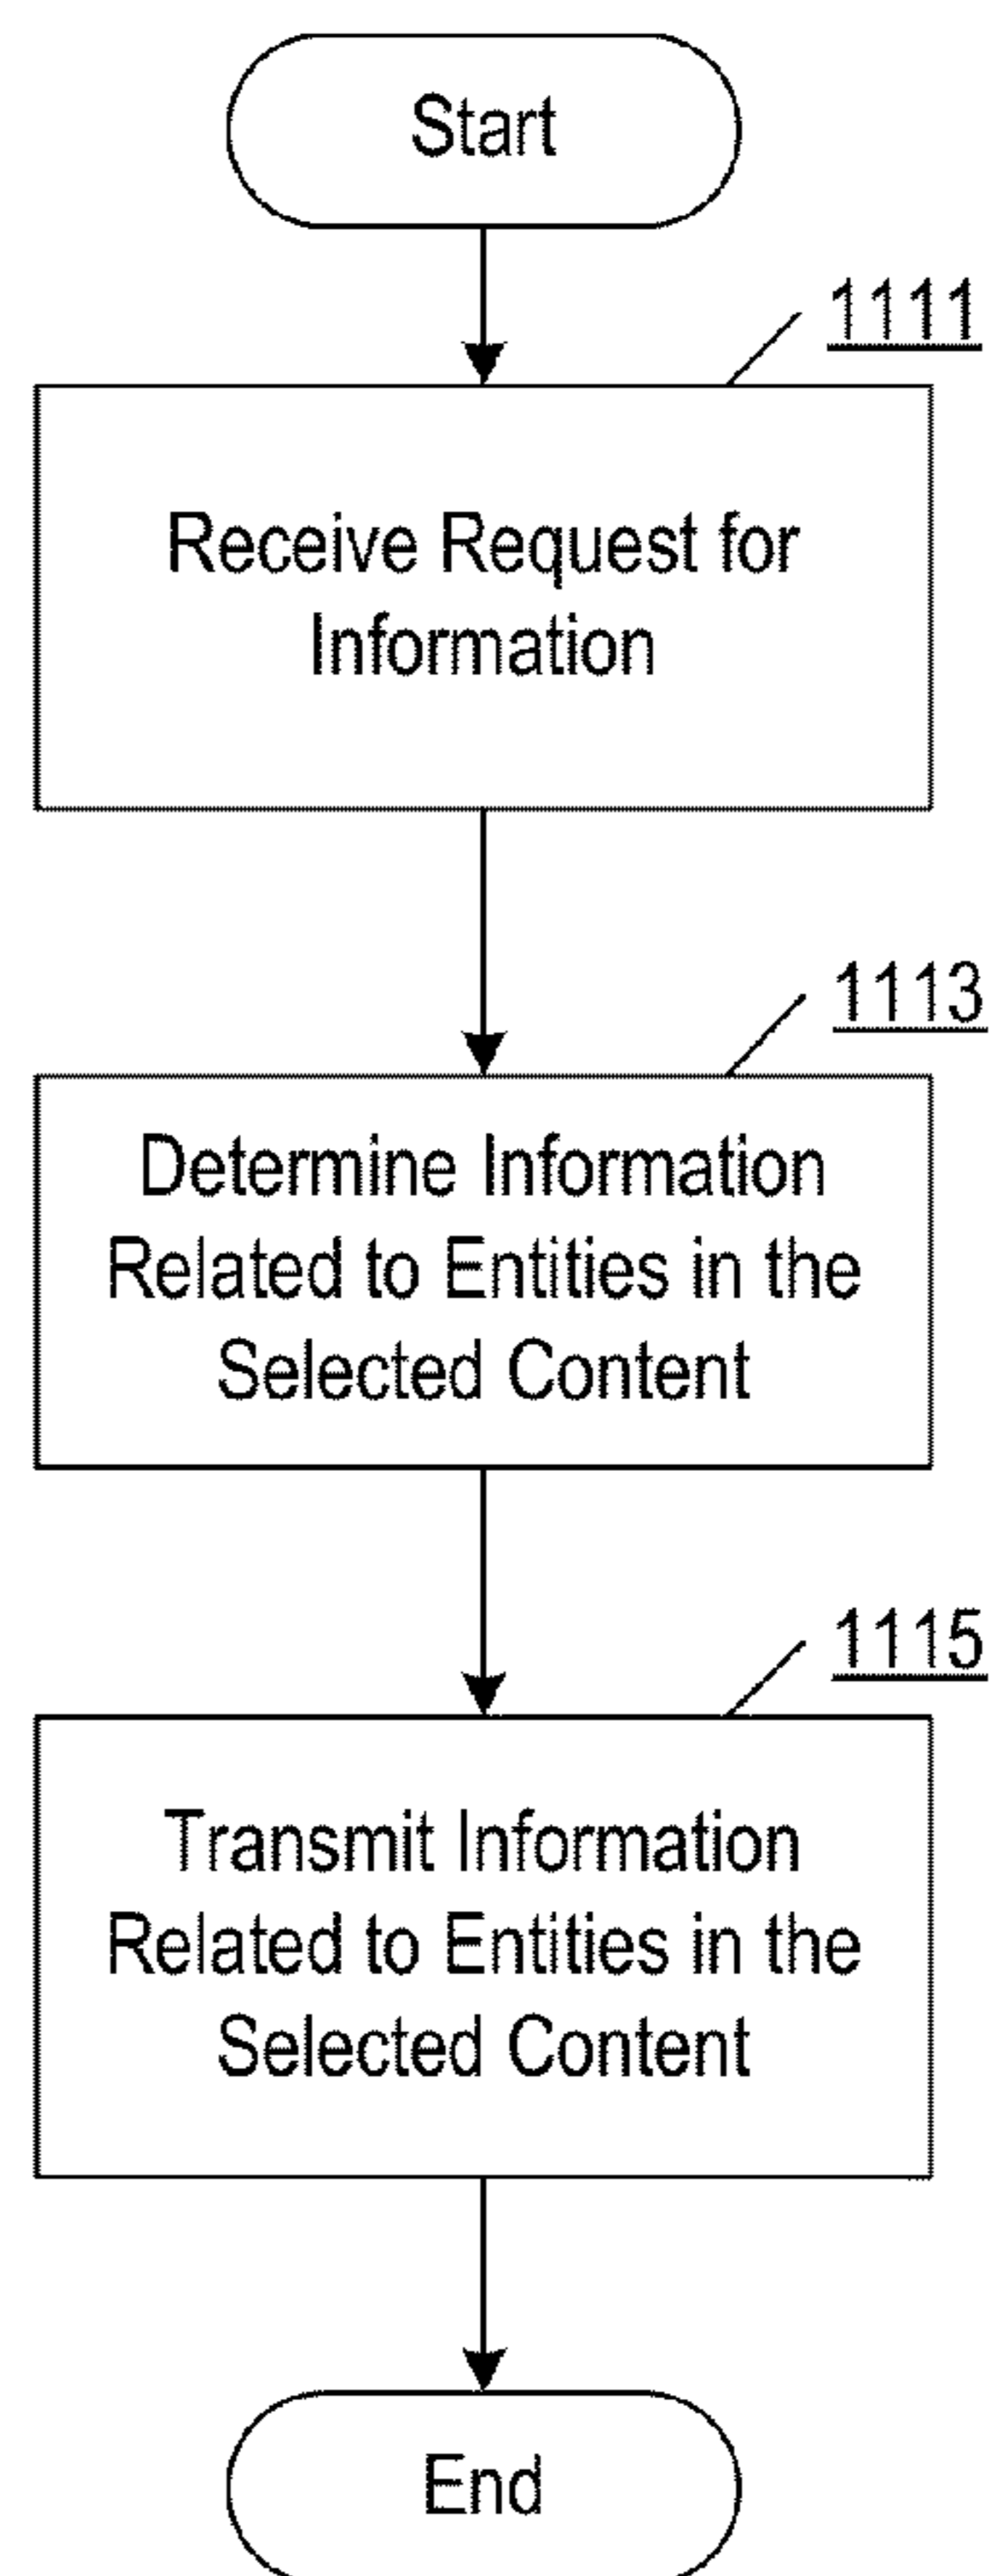 Start
1111
Receive Request for
Information
1113
Determine Information
Related to Entities in the
Selected Content
1115
Transmit Information
Related to Entities in the
Selected Content
End